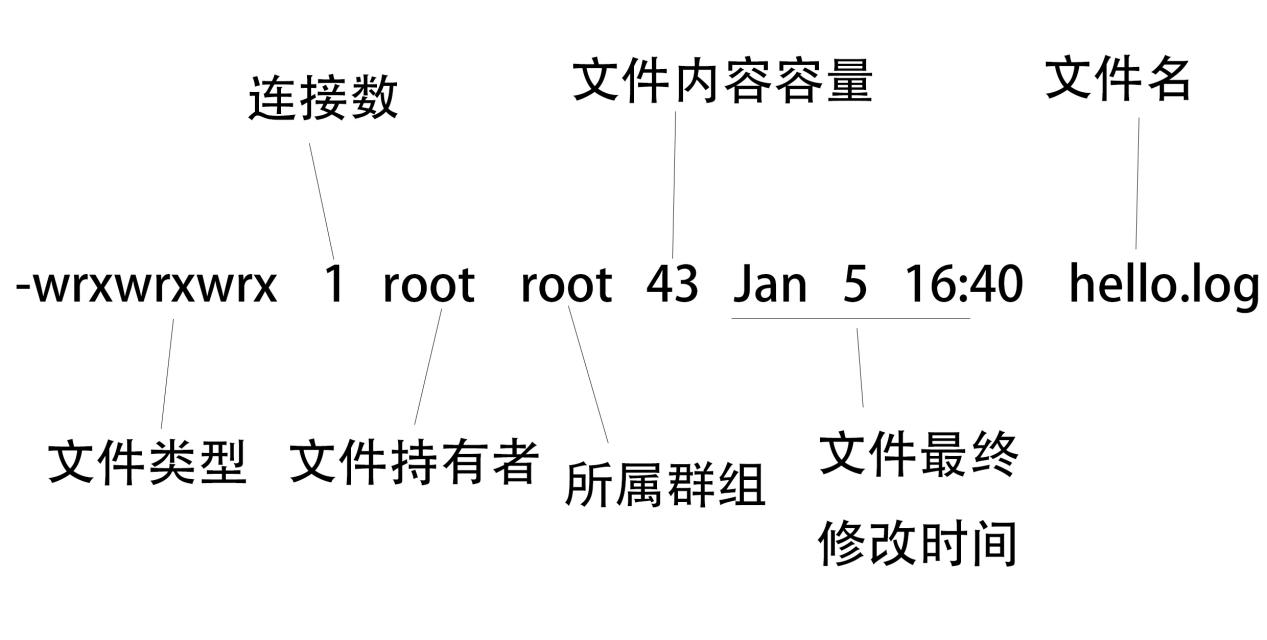 连接数
文件内容容量
文件名
-wrxwrxwrx 1 root root 43 Jan 5 16:40 hello.log
文件类型
文件持有者
所属群组
文件最终
修改时间